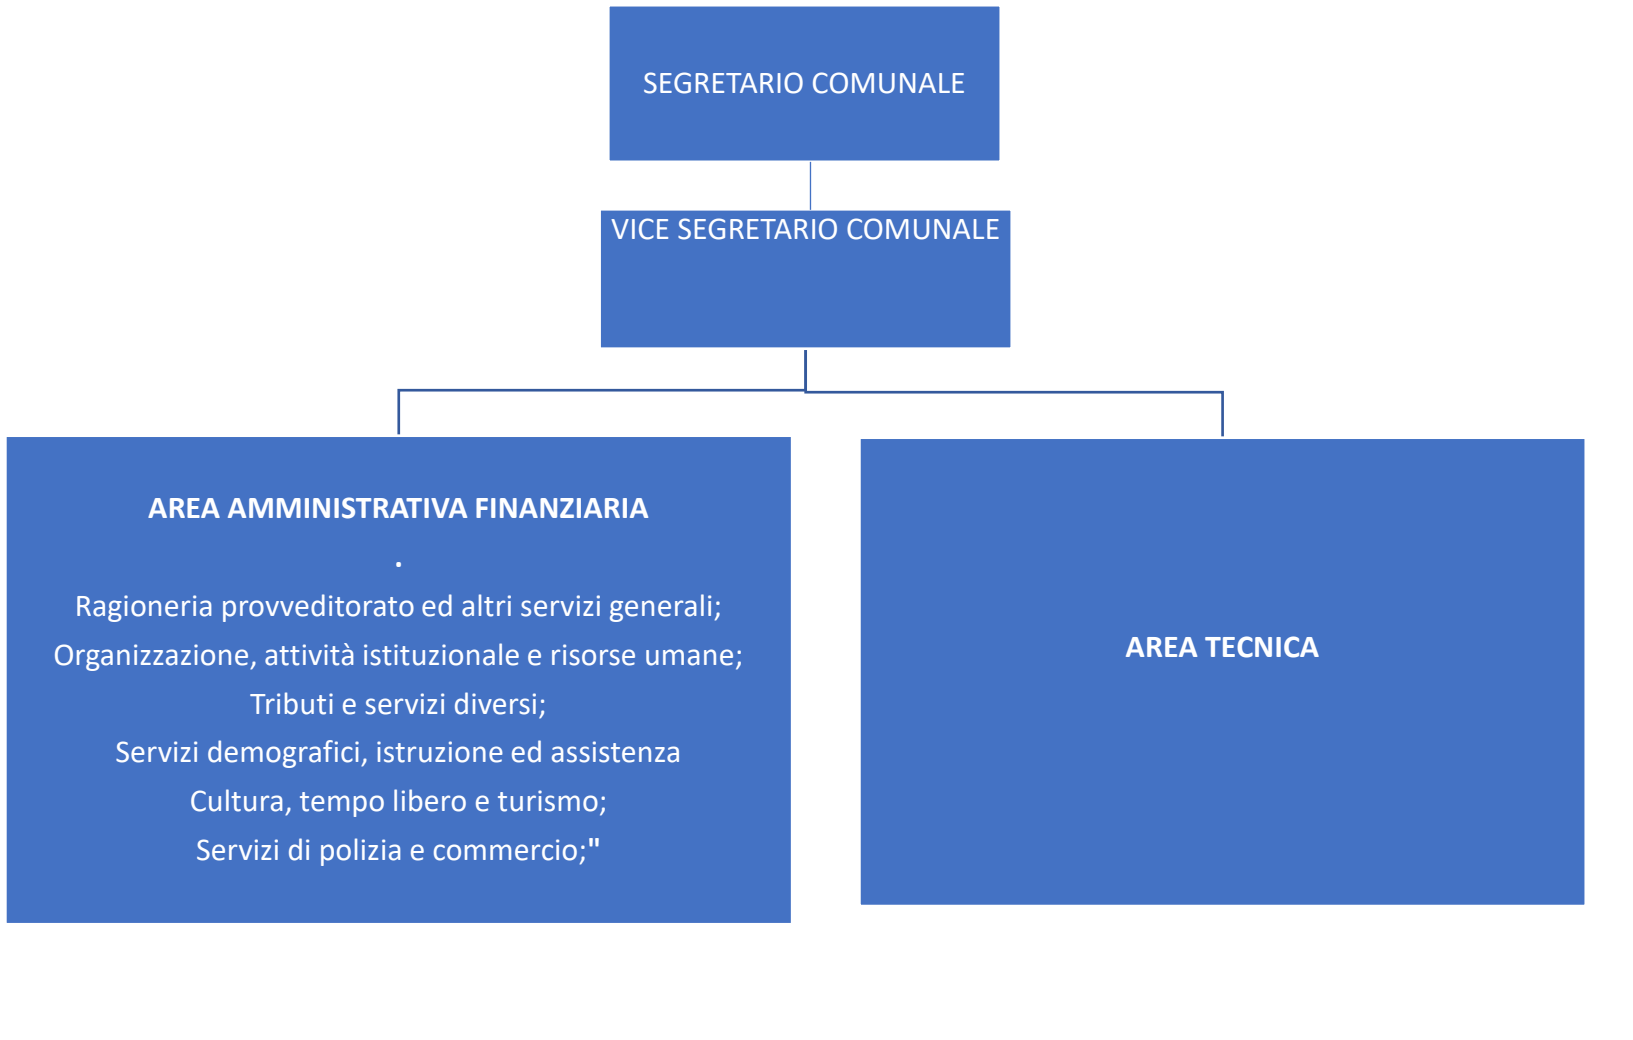 SEGRETARIO COMUNALE
VICE SEGRETARIO COMUNALE
AREA AMMINISTRATIVA FINANZIARIA
.
Ragioneria provveditorato ed altri servizi generali;
Organizzazione, attività istituzionale e risorse umane;
Tributi e servizi diversi;
Servizi demografici, istruzione ed assistenza
Cultura, tempo libero e turismo;
Servizi di polizia e commercio;"
AREA TECNICA